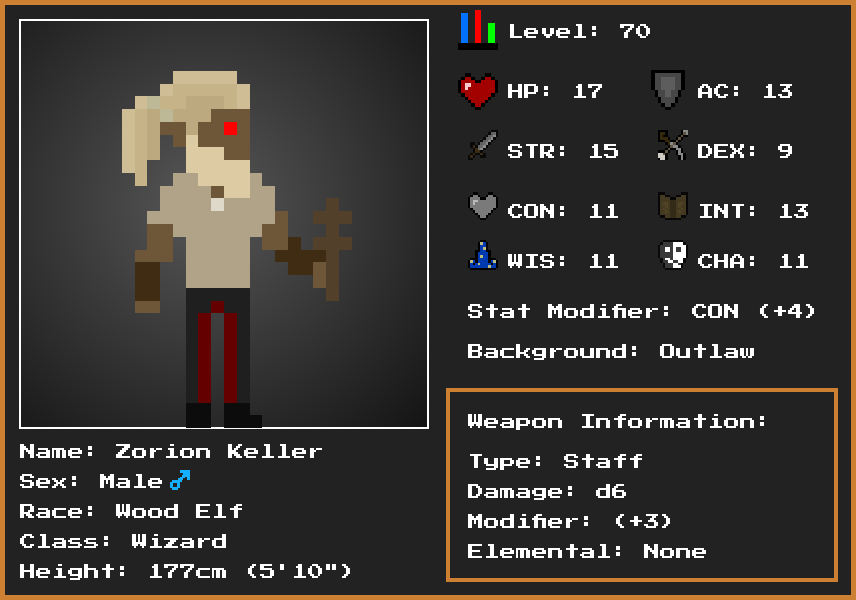 Level: 70
HP: 17
AC: 13
STR: 15
DEX: 9
CON: 11
INT: 13
WIS: 11
CHA: 11
Stat Modifier: CON (+4)
Background: Outlaw
Weapon Information:
Type: Staff
Damage: d6
Modifier: (+3)
Elemental: None
Name: Zorion Keller
Sex: Male ♂
Race: Wood Elf
Class: Wizard
Height: 177cm (5'10")